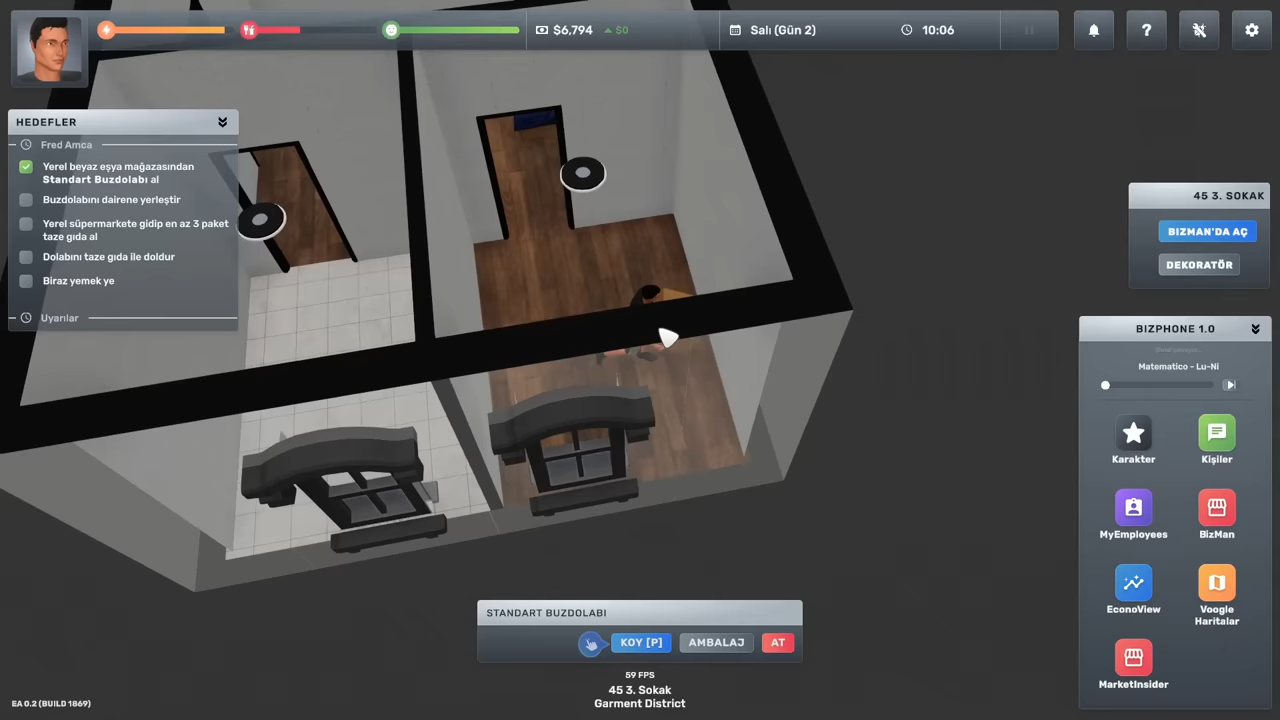 $6,794
$0
Salı (Gün 2)
10:06
?
HEDEFLER
Fred Amca
Yerel beyaz eşya mağazasından
Standart Buzdolabı al
Buzdolabını dairene yerleştir
Yerel süpermarkete gidip en az 3 paket
taze gıda al
Dolabını taze gıda ile doldur
Biraz yemek ye
Uyarılar
45 3. SOKAK
BIZMAN'DA AÇ
DEKORATÖR
BIZPHONE 1.0
Matematico - Lu-Ni
Karakter
Kişiler
MyEmployees
BizMan
EconoView
Voogle
Haritalar
MarketInsider
STANDART BUZDOLABI
KOY [P]
AMBALAJ
AT
59 FPS
45 3. Sokak
Garment District
EA 0.2 (BUILD 1869)